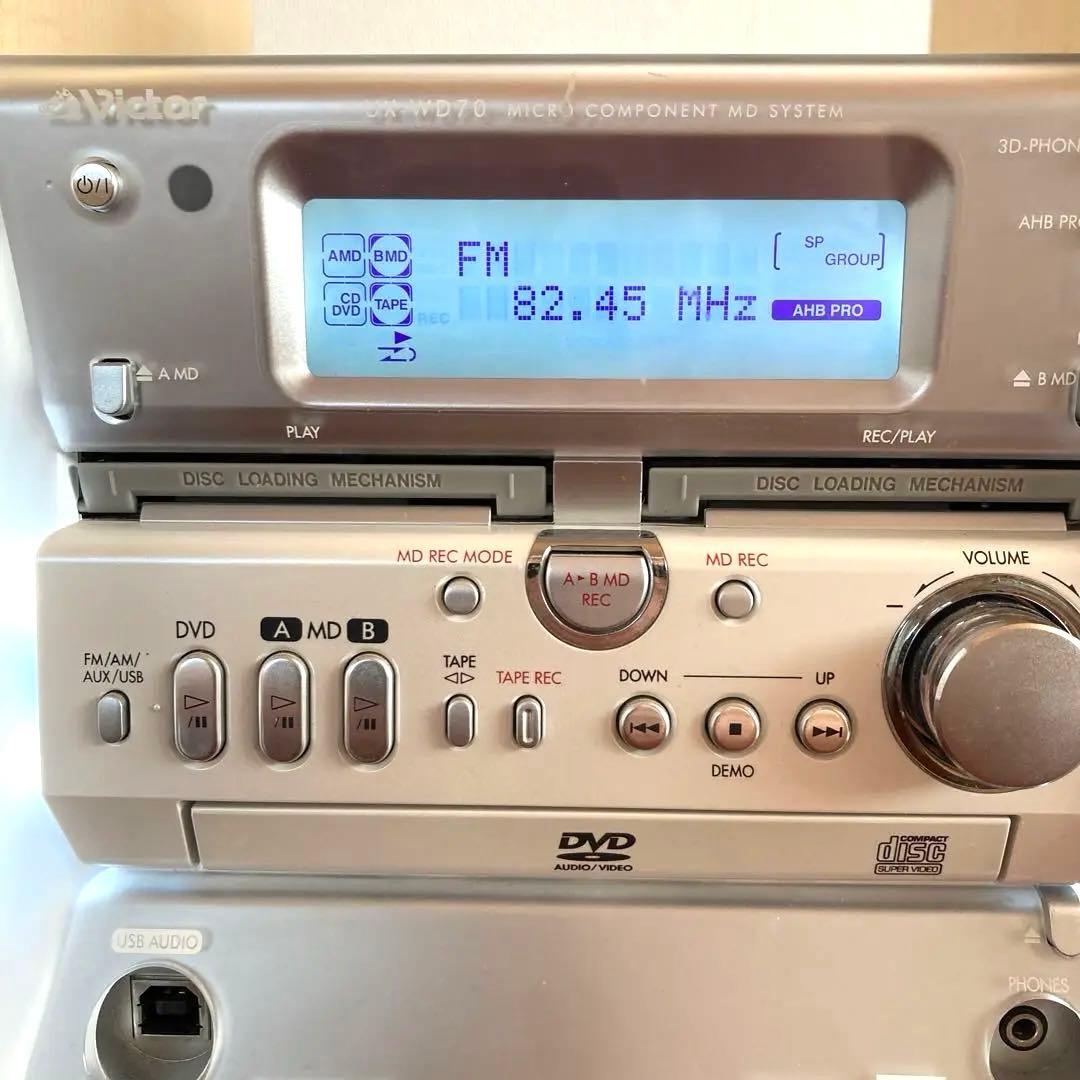 Victor
UX-WD70 MICRO COMPONENT MD SYSTEM
3D-PHON
AHB PRO
AMD BMD
FM
SP
GROUP
CD
DVD
TAPE
REC
82.45 MHz
AHB PRO
A MD
B MD
PLAY
REC/PLAY
DISC LOADING MECHANISM
DISC LOADING MECHANISM
MD REC MODE
A B MD
REC
MD REC
VOLUME
DVD
A MD B
FM/AM/
AUX/USB
TAPE
TAPE REC
DOWN
UP
DEMO
DVD
AUDIO/VIDEO
COMPACT
disc
SUPER VIDEO
USB AUDIO
PHONES